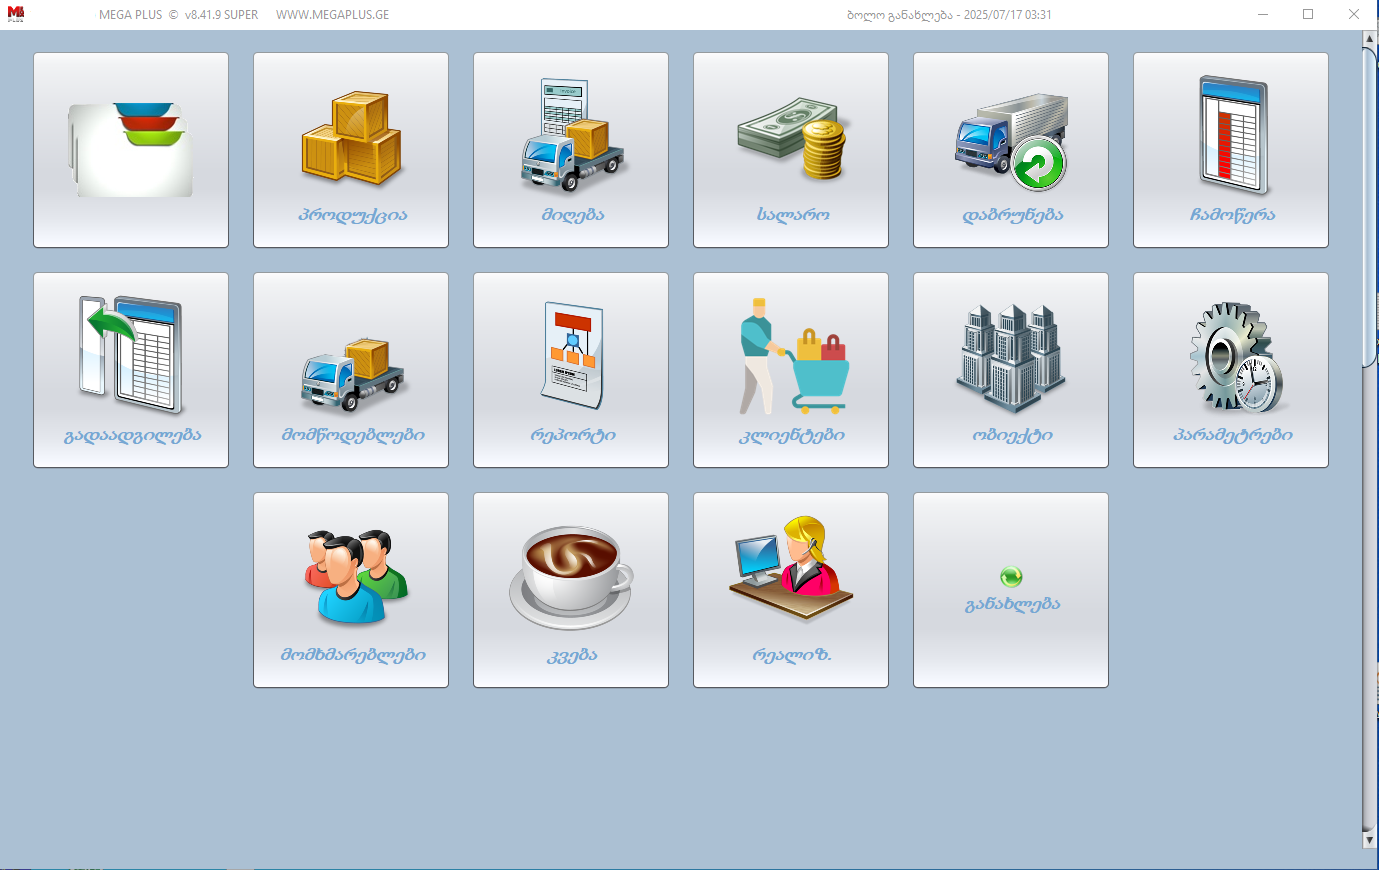 MEGA PLUS © v8.41.9 SUPER WWW.MEGAPLUS.GE
ბოლო განახლება - 2025/07/17 03:31
პროდუქცია
მიღება
სალარო
დაბრუნება
ჩამოწერა
გადაადგილება
მომწოდებლები
რეპორტი
კლიენტები
ობიექტი
პარამეტრები
მომხმარებლები
კვება
რეალიზ.
განახლება